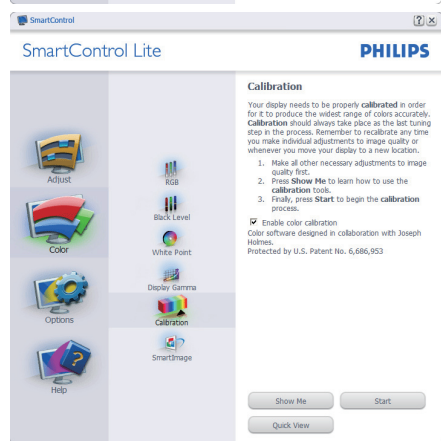 SmartControl
SmartControl Lite
PHILIPS
Adjust
Color
Options
Help
RGB
Black Level
White Point
Display Gamma
Calibration
SmartImage
Calibration
Your display needs to be properly calibrated in order
for it to produce the widest range of colors accurately.
Calibration should always take place as the last tuning
step in the process. Remember to recalibrate any time
you make individual adjustments to image quality or
whenever you move your display to a new location.
1. Make all other necessary adjustments to image
quality first.
2. Press Show Me to learn how to use the
calibration tools.
3. Finally, press Start to begin the calibration
process.
Enable color calibration
Color software designed in collaboration with Joseph
Holmes.
Protected by U.S. Patent No. 6,686,953
Show Me
Start
Quick View